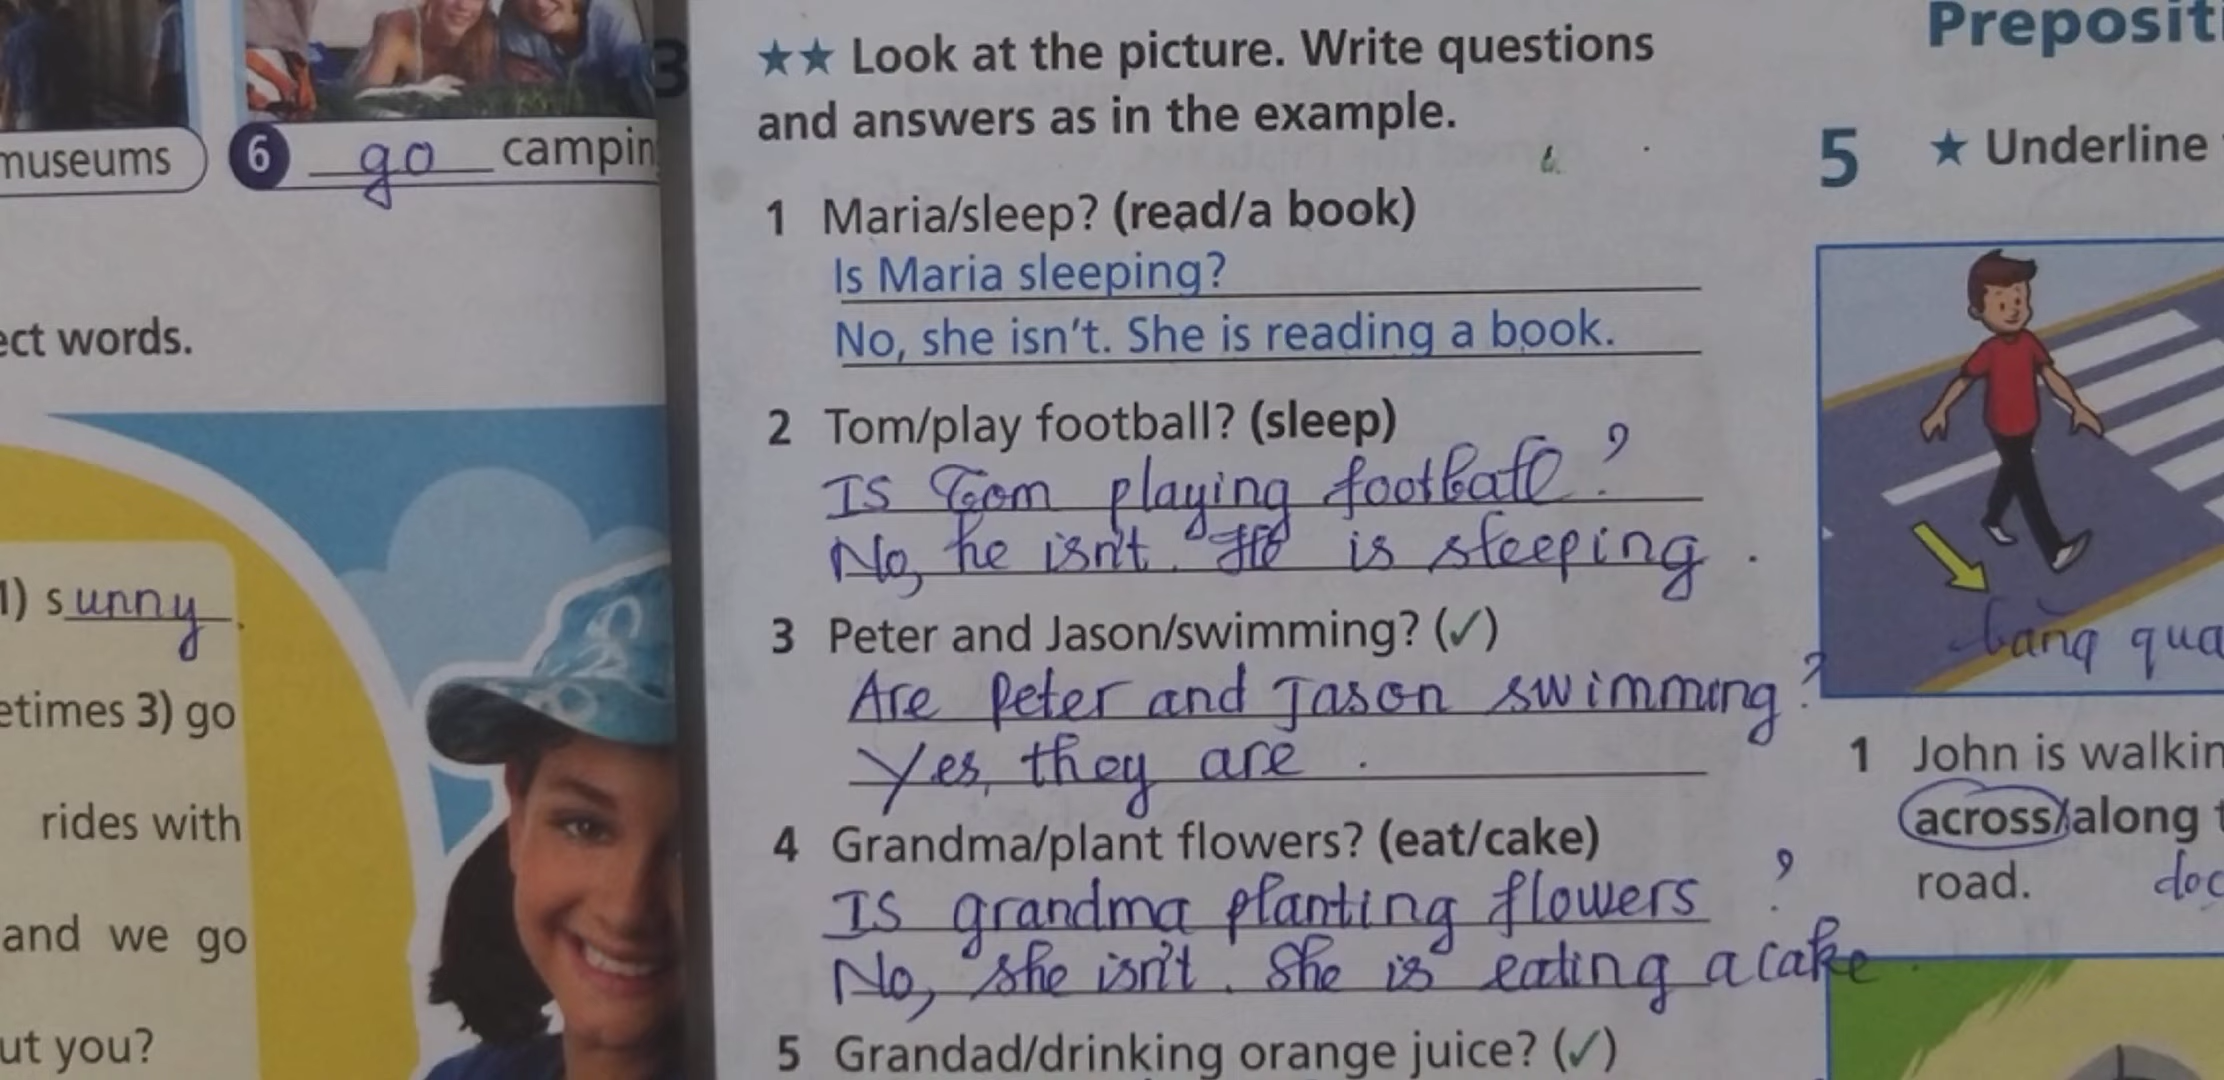 museums
6 go campin
ect words.
1) sunny.
etimes 3) go
rides with
and we go
ut you?
3
★★ Look at the picture. Write questions
and answers as in the example.
1 Maria/sleep? (read/a book)
Is Maria sleeping?
No, she isn't. She is reading a book.
2 Tom/play football? (sleep)
Is Tom playing football?
No, he isn't. He is sleeping.
3 Peter and Jason/swimming? (✓)
Are Peter and Jason swimming?
Yes, they are.
4 Grandma/plant flowers? (eat/cake)
Is grandma planting flowers?
No, she isn't. She is eating a cake
5 Grandad/drinking orange juice? (✓)
Preposit
5 ★ Underline
băng qua
1 John is walkin
across/along t
road.